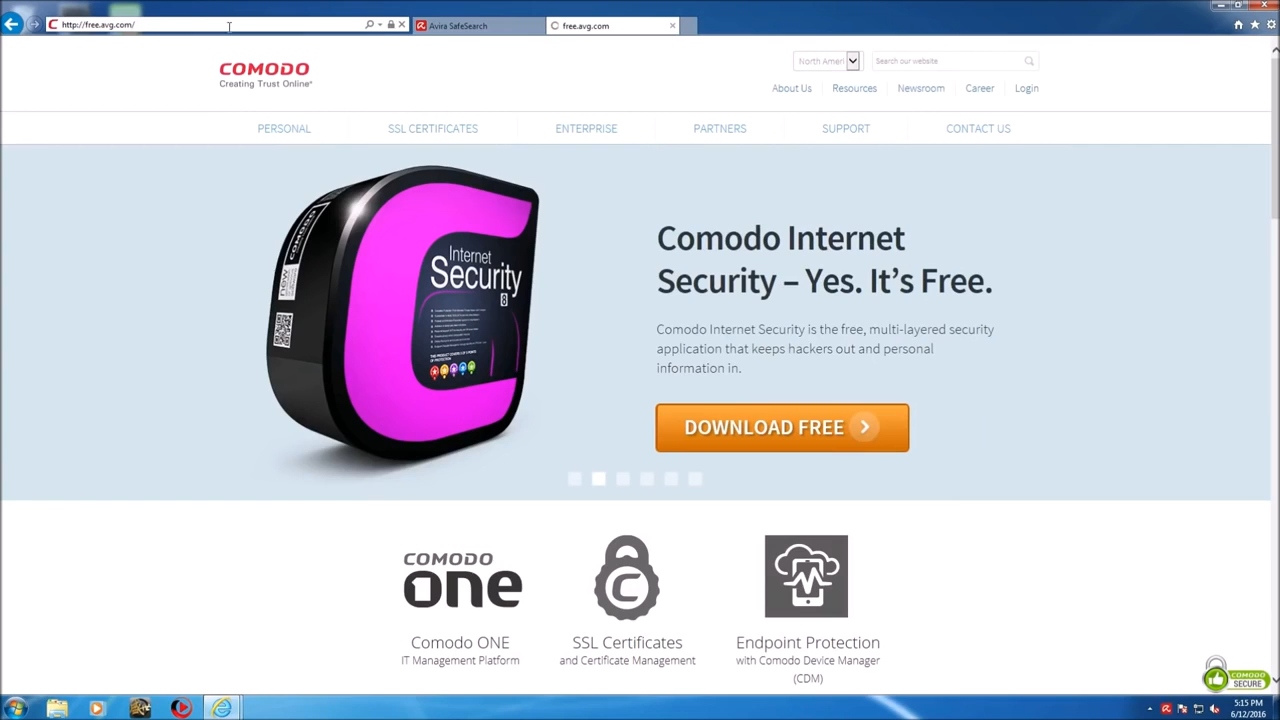 http://free.avg.com/
Avira SafeSearch
free.avg.com
COMODO
Creating Trust Online®
North Ameri
Search our website
About Us
Resources
Newsroom
Career
Login
PERSONAL
SSL CERTIFICATES
ENTERPRISE
PARTNERS
SUPPORT
CONTACT US
COMODO
Internet
Security
8
Comodo Internet
Security – Yes. It's Free.
Comodo Internet Security is the free, multi-layered security
application that keeps hackers out and personal
information in.
DOWNLOAD FREE
COMODO
one
Comodo ONE
IT Management Platform
SSL Certificates
and Certificate Management
Endpoint Protection
with Comodo Device Manager
(CDM)
COMODO
SECURE
5:15 PM
6/12/2016